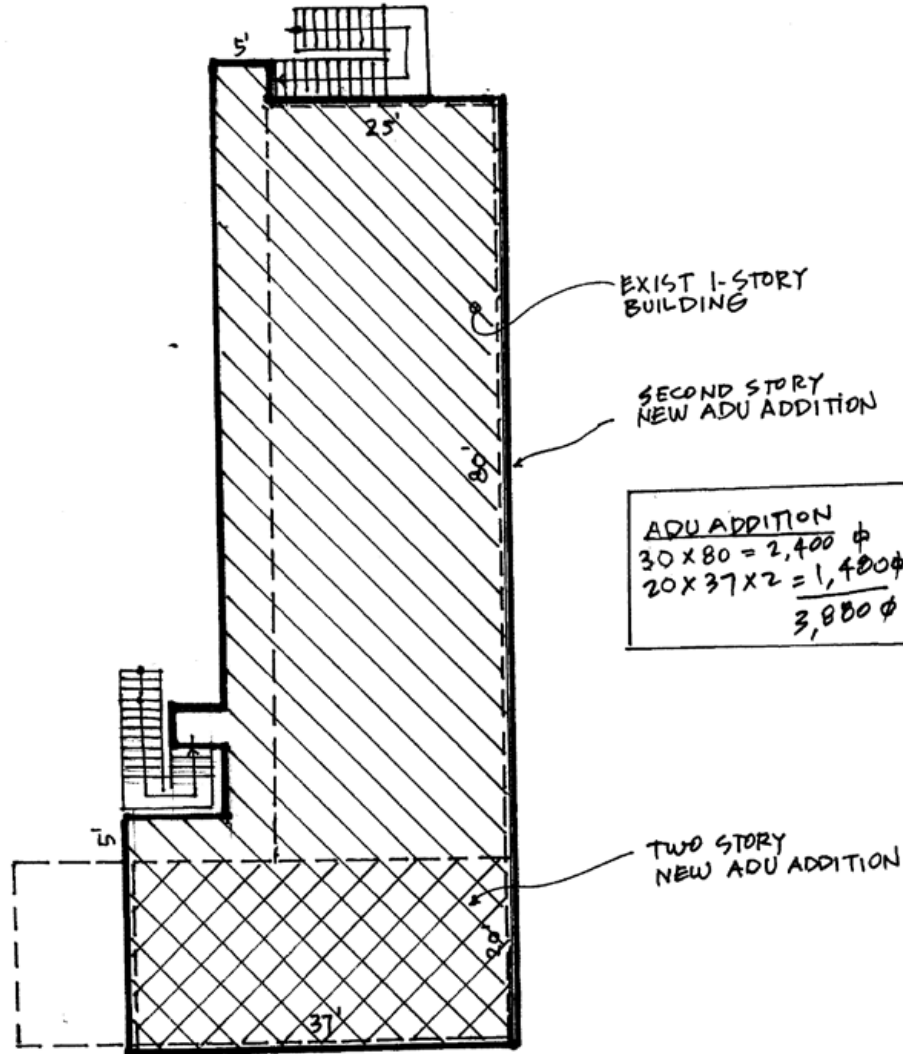 5'
25'
EXIST 1-STORY
BUILDING
SECOND STORY
NEW ADU ADDITION
80'
ADU ADDITION
30 X 80 = 2,400 ϕ
20 X 37 X 2 = 1,480 ϕ
3,880 ϕ
5'
TWO STORY
NEW ADU ADDITION
20'
37'